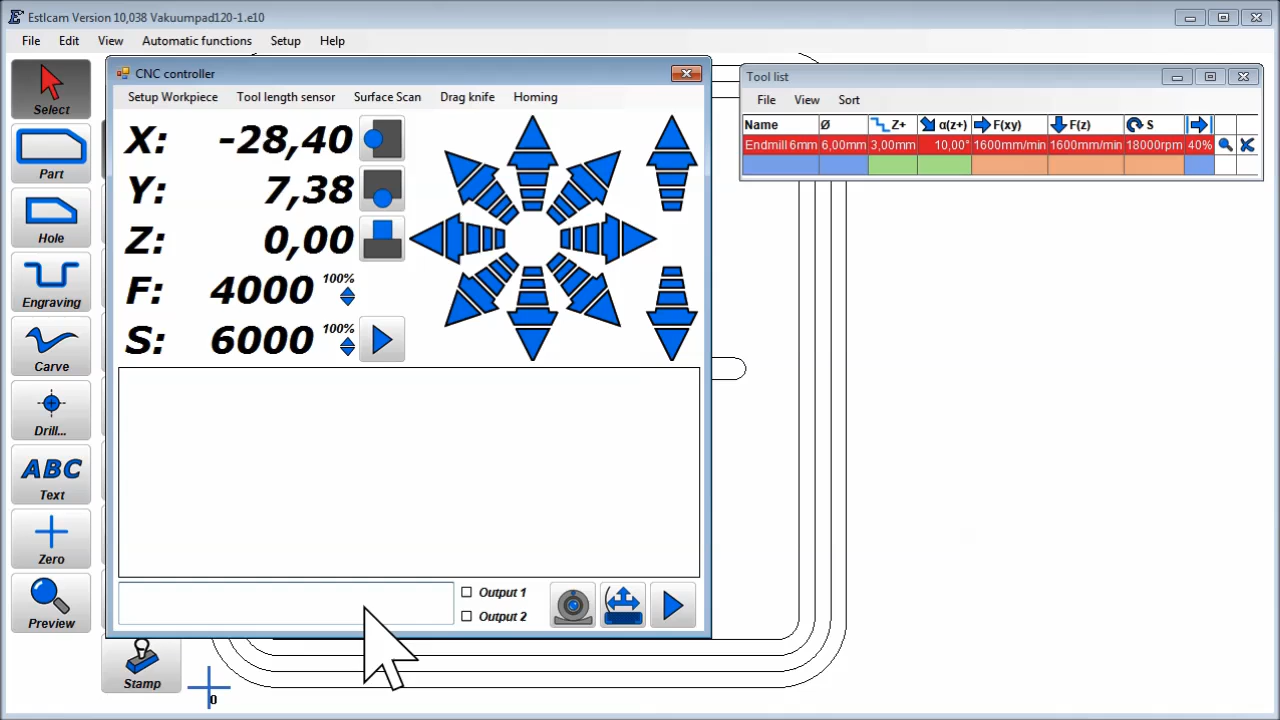 Estlcam Version 10,038 Vakuumpad120-1.e10
File Edit View Automatic functions Setup Help
Select
Part
Hole
Engraving
Carve
Drill...
ABC
Text
Zero
Preview
Stamp
0
CNC controller
Setup Workpiece Tool length sensor Surface Scan Drag knife Homing
X: -28,40
Y: 7,38
Z: 0,00
F: 4000 100%
S: 6000 100%
Output 1
Output 2
Tool list
File View Sort
Name Ø Z+ α(z+) F(xy) F(z) S
Endmill 6mm 6,00mm 3,00mm 10,00° 1600mm/min 1600mm/min 18000rpm 40%